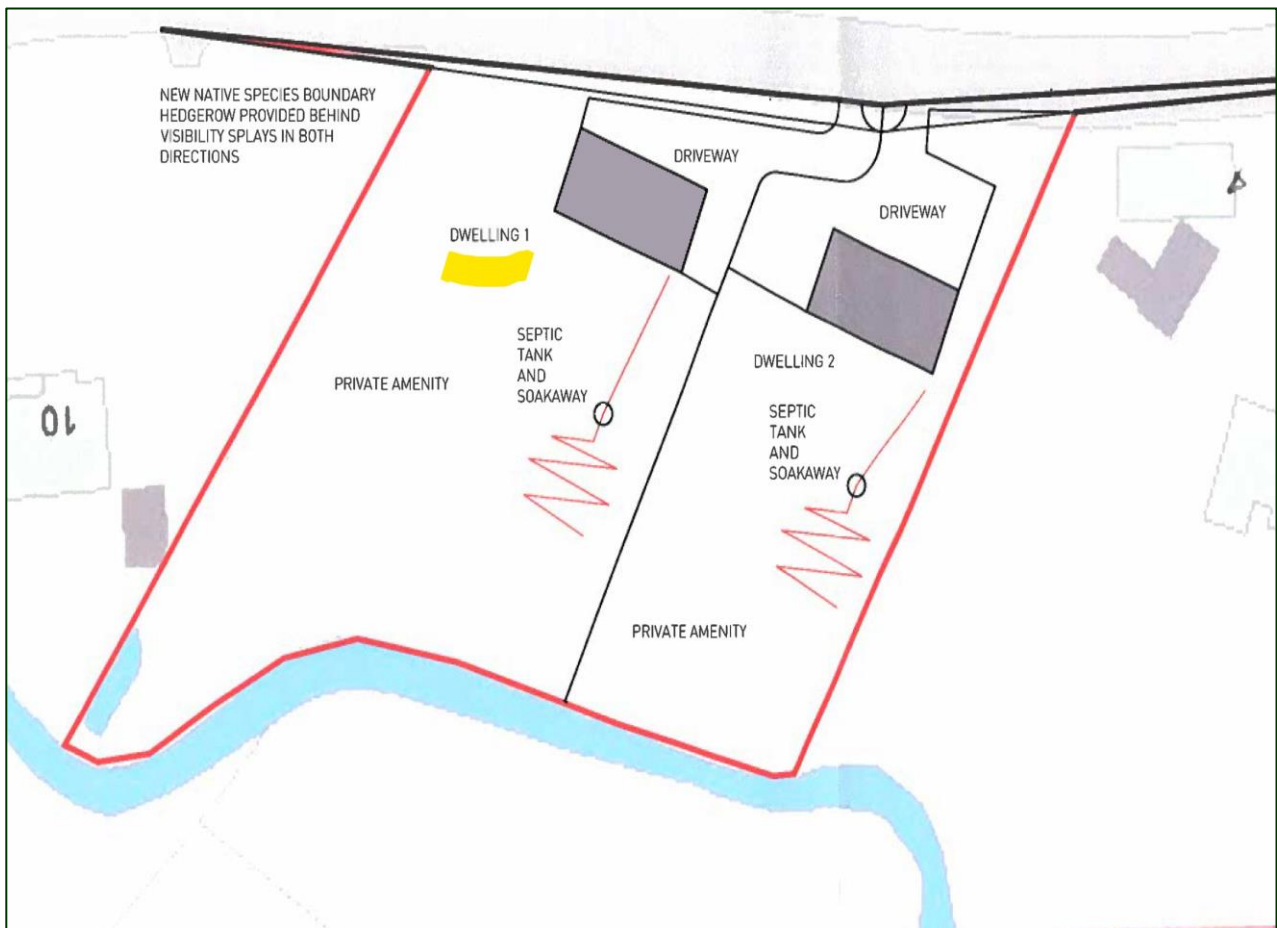 NEW NATIVE SPECIES BOUNDARY
HEDGEROW PROVIDED BEHIND
VISIBILITY SPLAYS IN BOTH
DIRECTIONS
DRIVEWAY
DRIVEWAY
DWELLING 1
SEPTIC
TANK
AND
SOAKAWAY
DWELLING 2
PRIVATE AMENITY
SEPTIC
TANK
AND
SOAKAWAY
10
PRIVATE AMENITY